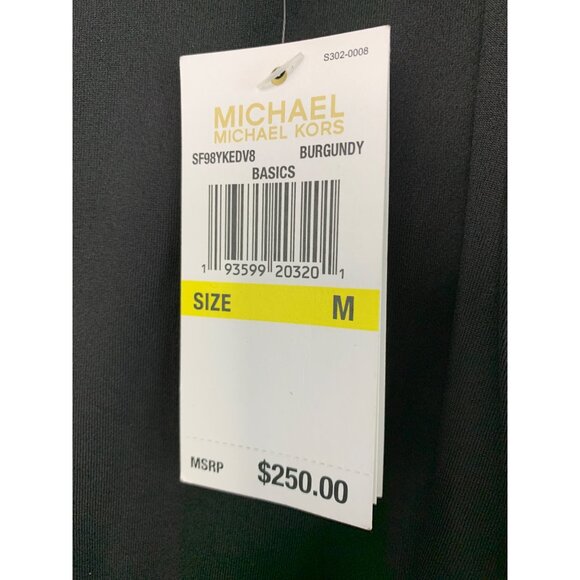 S302-0008
MICHAEL
MICHAEL KORS
SF98YKEDV8 BURGUNDY
BASICS
1 93599 20320 1
SIZE M
MSRP $250.00